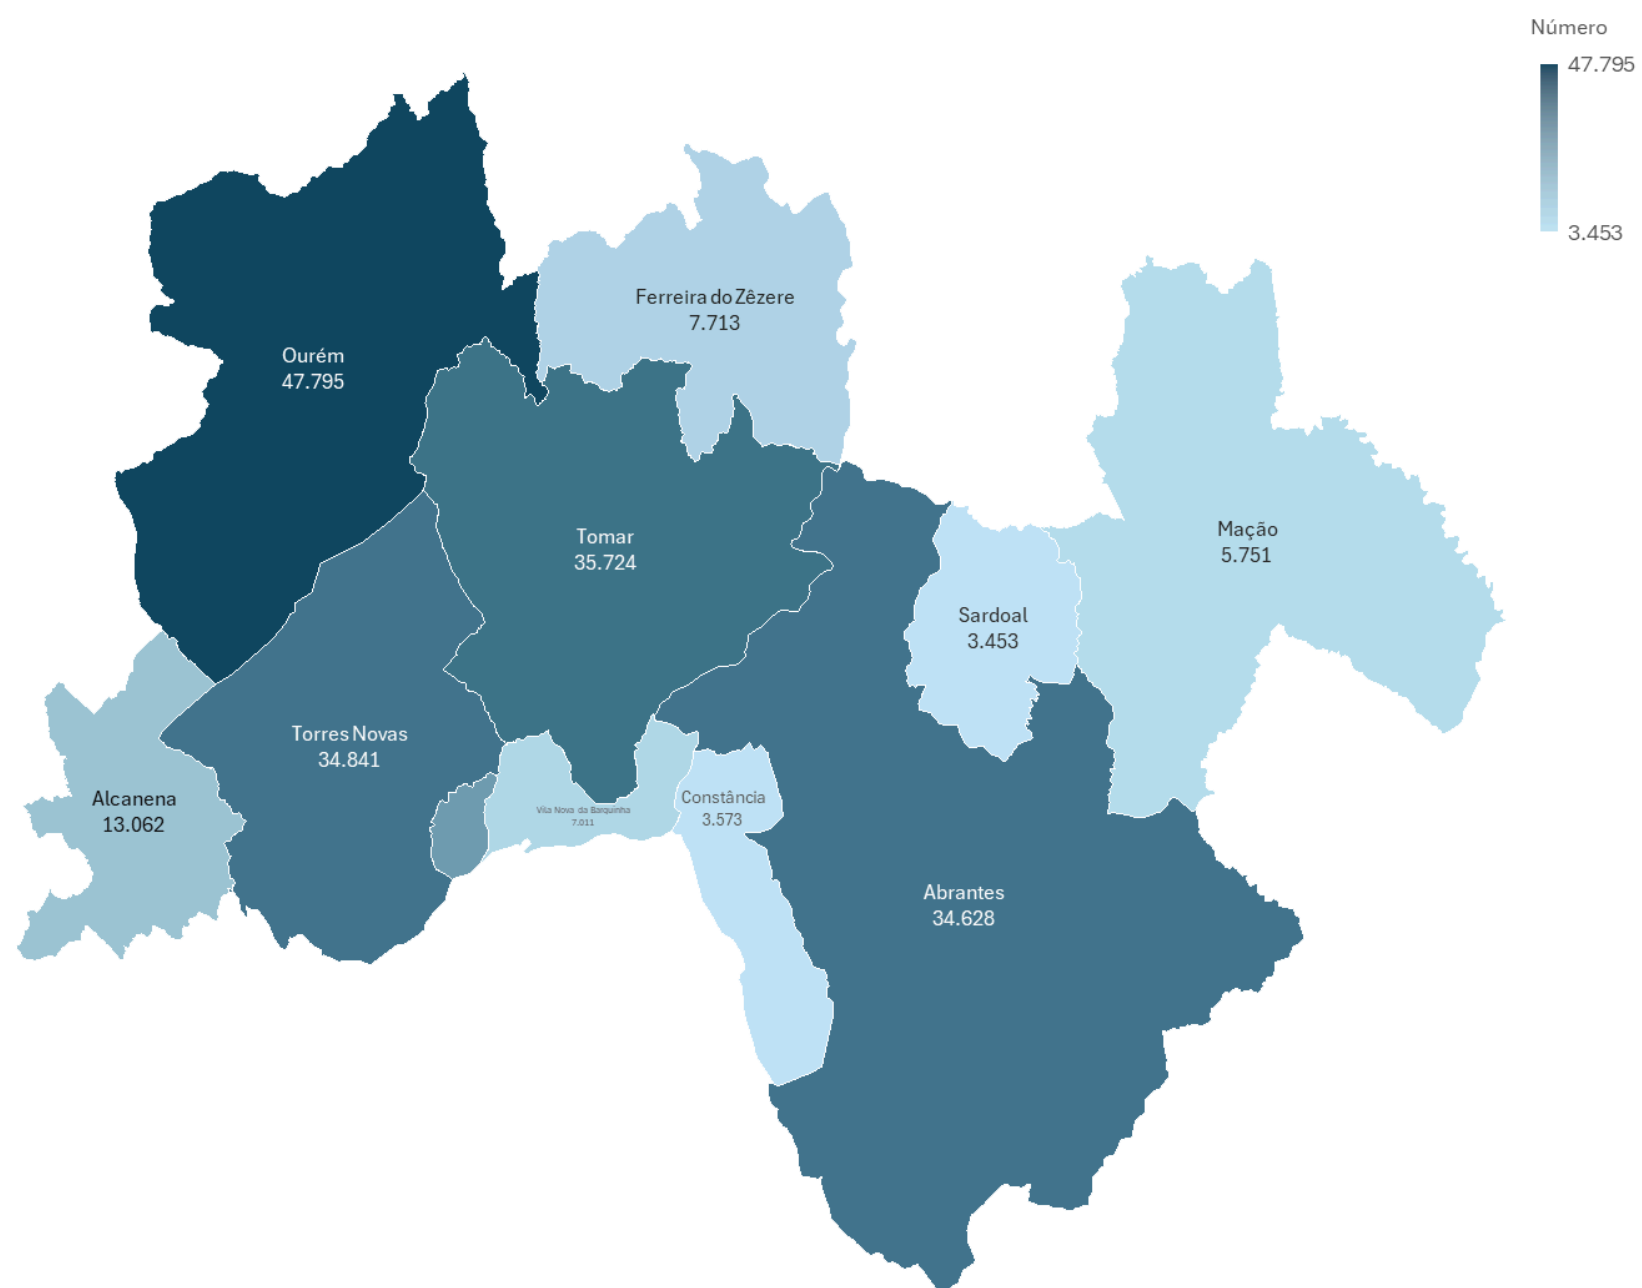 Número
47.795
3.453
Ourém
47.795
Ferreira do Zêzere
7.713
Tomar
35.724
Mação
5.751
Sardoal
3.453
Torres Novas
34.841
Alcanena
13.062
Vila Nova da Barquinha
7.011
Constância
3.573
Abrantes
34.628